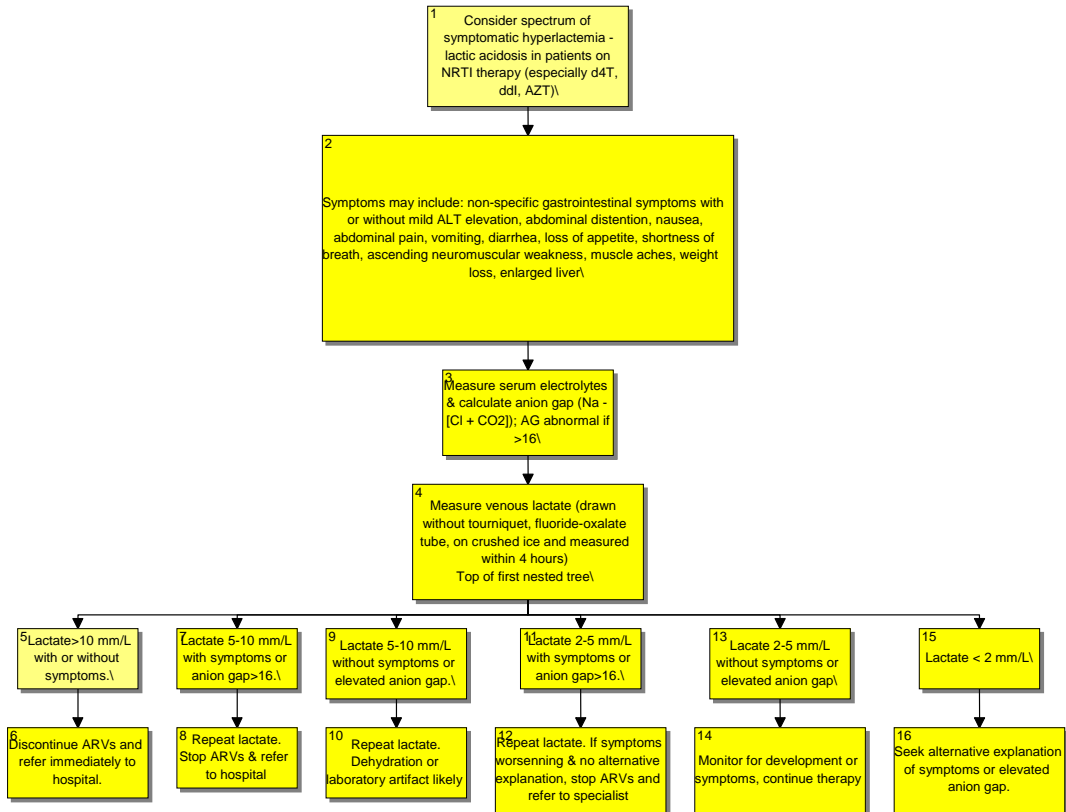 1
Consider spectrum of
symptomatic hyperlactemia -
lactic acidosis in patients on
NRTI therapy (especially d4T,
ddI, AZT)\
2
Symptoms may include: non-specific gastrointestinal symptoms with
or without mild ALT elevation, abdominal distention, nausea,
abdominal pain, vomiting, diarrhea, loss of appetite, shortness of
breath, ascending neuromuscular weakness, muscle aches, weight
loss, enlarged liver\
3
Measure serum electrolytes
& calculate anion gap (Na -
[Cl + CO2]); AG abnormal if
>16\
4
Measure venous lactate (drawn
without tourniquet, fluoride-oxalate
tube, on crushed ice and measured
within 4 hours)
Top of first nested tree\
5
Lactate>10 mm/L
with or without
symptoms.\
7
Lactate 5-10 mm/L
with symptoms or
anion gap>16.\
9
Lactate 5-10 mm/L
without symptoms or
elevated anion gap.\
11
Lactate 2-5 mm/L
with symptoms or
anion gap>16.\
13
Lacate 2-5 mm/L
without symptoms or
elevated anion gap\
15
Lactate < 2 mm/L\
6
Discontinue ARVs and
refer immediately to
hospital.
8
Repeat lactate.
Stop ARVs & refer
to hospital
10
Repeat lactate.
Dehydration or
laboratory artifact likely
12
Repeat lactate. If symptoms
worsenning & no alternative
explanation, stop ARVs and
refer to specialist
14
Monitor for development or
symptoms, continue therapy
16
Seek alternative explanation
of symptoms or elevated
anion gap.